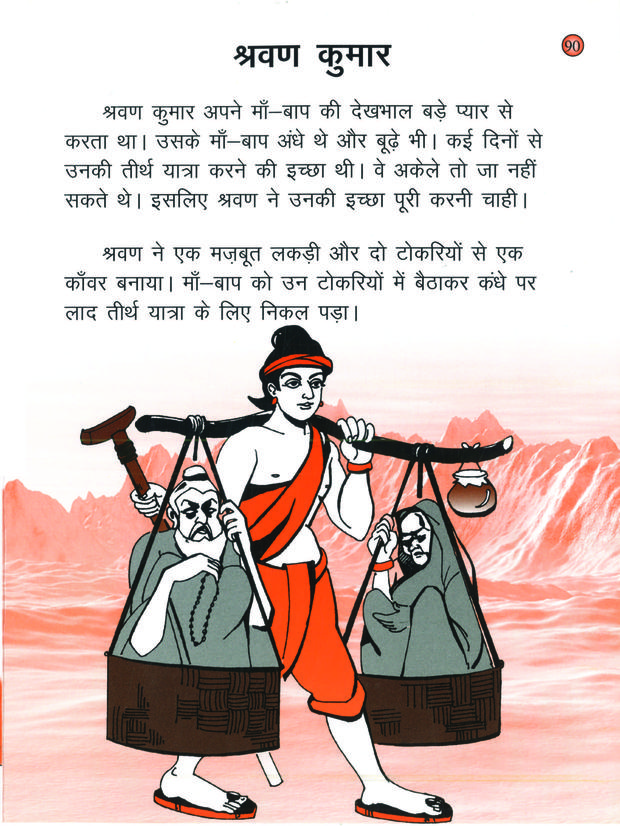 श्रवण कुमार
90
श्रवण कुमार अपने माँ–बाप की देखभाल बड़े प्यार से
करता था। उसके माँ–बाप अंधे थे और बूढ़े भी। कई दिनों से
उनकी तीर्थ यात्रा करने की इच्छा थी। वे अकेले तो जा नहीं
सकते थे। इसलिए श्रवण ने उनकी इच्छा पूरी करनी चाही।
श्रवण ने एक मज़बूत लकड़ी और दो टोकरियों से एक
काँवर बनाया। माँ–बाप को उन टोकरियों में बैठाकर कंधे पर
लाद तीर्थ यात्रा के लिए निकल पड़ा।